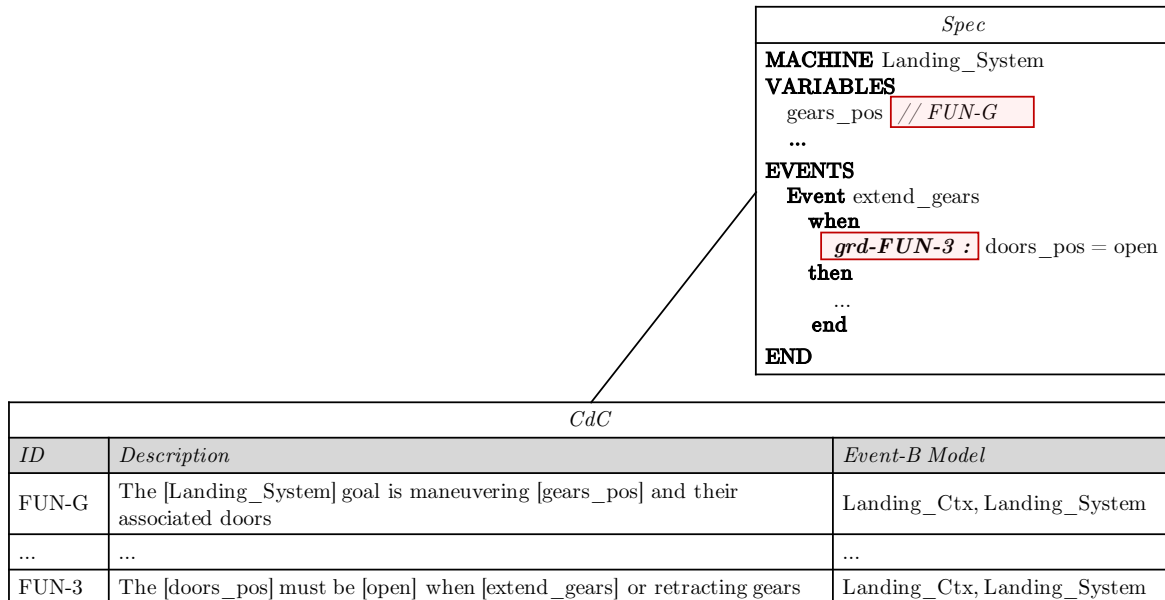 Spec
MACHINE Landing_System
VARIABLES
gears_pos // FUN-G
...
EVENTS
Event extend_gears
when
grd-FUN-3 : doors_pos = open
then
...
end
END
CdC
ID Description Event-B Model
FUN-G The [Landing_System] goal is maneuvering [gears_pos] and their
associated doors Landing_Ctx, Landing_System
... ... ...
FUN-3 The [doors_pos] must be [open] when [extend_gears] or retracting gears Landing_Ctx, Landing_System